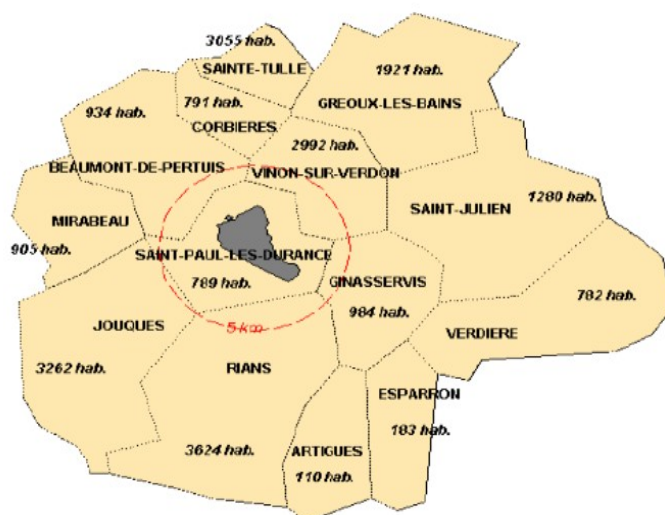 3055 hab.
SAINTE-TULLE
1921 hab.
GREOUX-LES-BAINS
791 hab.
CORBIERES
934 hab.
2992 hab.
BEAUMONT-DE-PERTUIS
VINON-SUR-VERDON
1280 hab.
SAINT-JULIEN
MIRABEAU
905 hab.
SAINT-PAUL-LES-DURANCE
789 hab.
GINASSERVIS
984 hab.
782 hab.
VERDIERE
JOUQUES
5 km
3262 hab.
RIANS
ESPARRON
183 hab.
3624 hab.
ARTIGUES
110 hab.